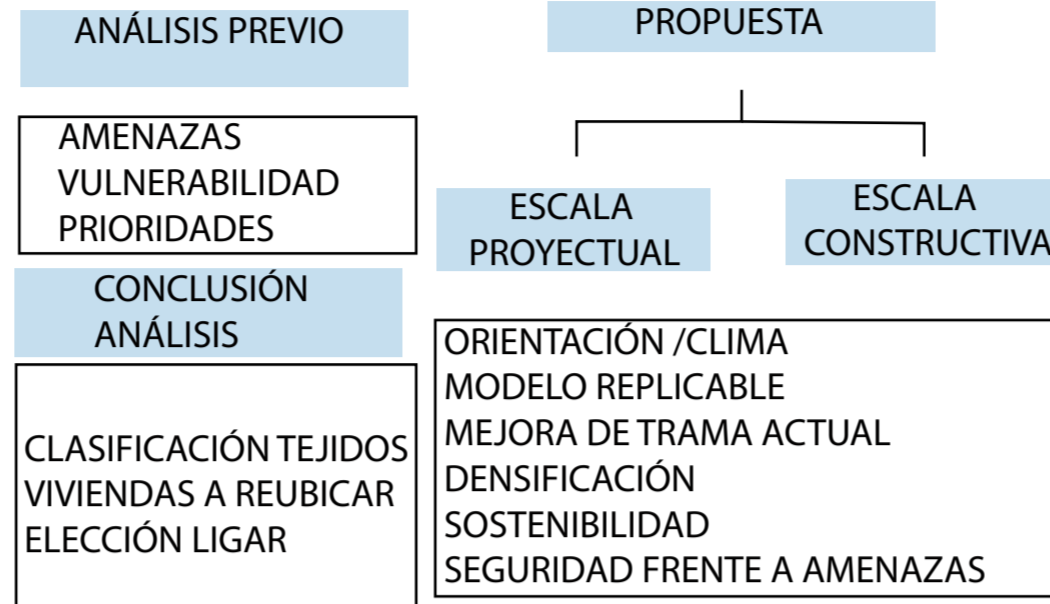 ANÁLISIS PREVIO
AMENAZAS
VULNERABILIDAD
PRIORIDADES
CONCLUSIÓN
ANÁLISIS
CLASIFICACIÓN TEJIDOS
VIVIENDAS A REUBICAR
ELECCIÓN LIGAR
PROPUESTA
ESCALA
PROYECTUAL
ESCALA
CONSTRUCTIVA
ORIENTACIÓN /CLIMA
MODELO REPLICABLE
MEJORA DE TRAMA ACTUAL
DENSIFICACIÓN
SOSTENIBILIDAD
SEGURIDAD FRENTE A AMENAZAS